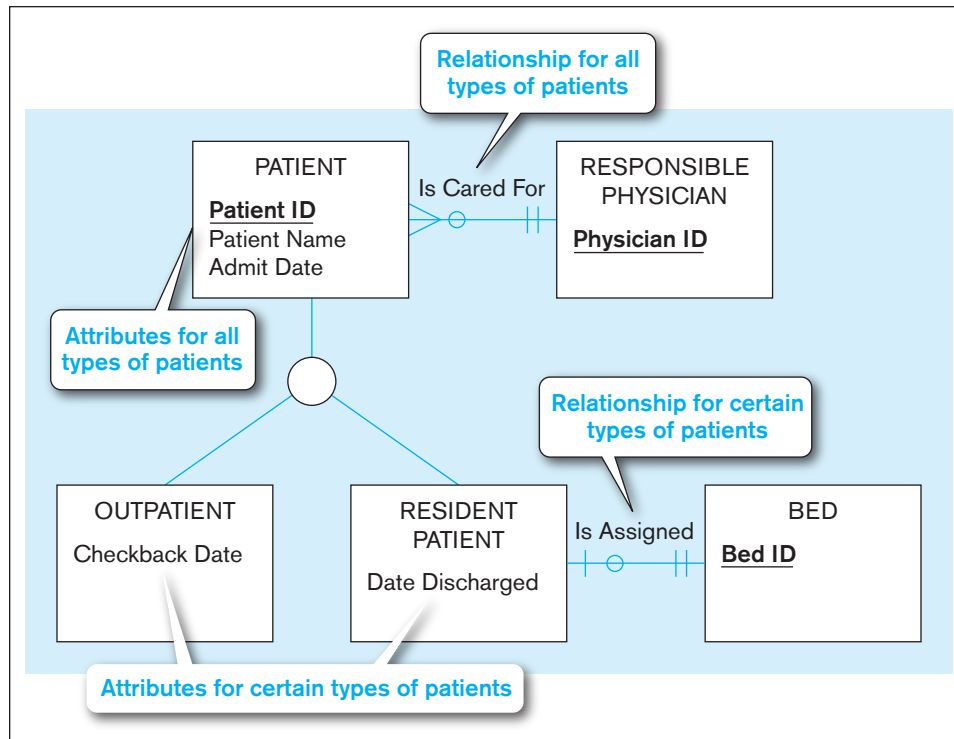 Relationship for all
types of patients
PATIENT
Patient ID
Patient Name
Admit Date
Is Cared For
RESPONSIBLE
PHYSICIAN
Physician ID
Attributes for all
types of patients
Relationship for certain
types of patients
OUTPATIENT
Checkback Date
RESIDENT
PATIENT
Date Discharged
Is Assigned
BED
Bed ID
Attributes for certain types of patients